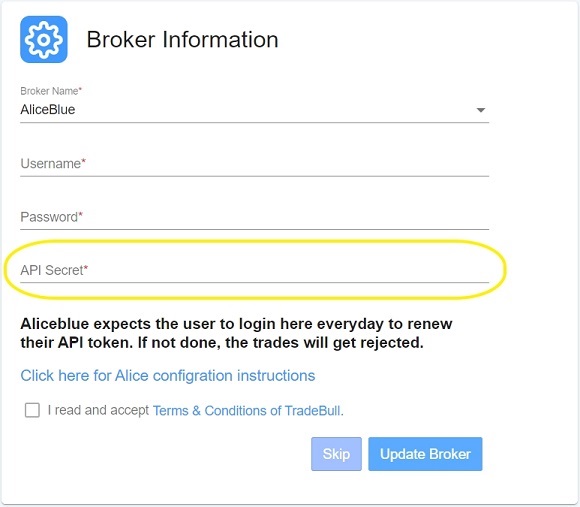 Broker Information
Broker Name*
AliceBlue
Username*
Password*
API Secret*
Aliceblue expects the user to login here everyday to renew
their API token. If not done, the trades will get rejected.
Click here for Alice configration instructions
I read and accept Terms & Conditions of TradeBull.
Skip Update Broker